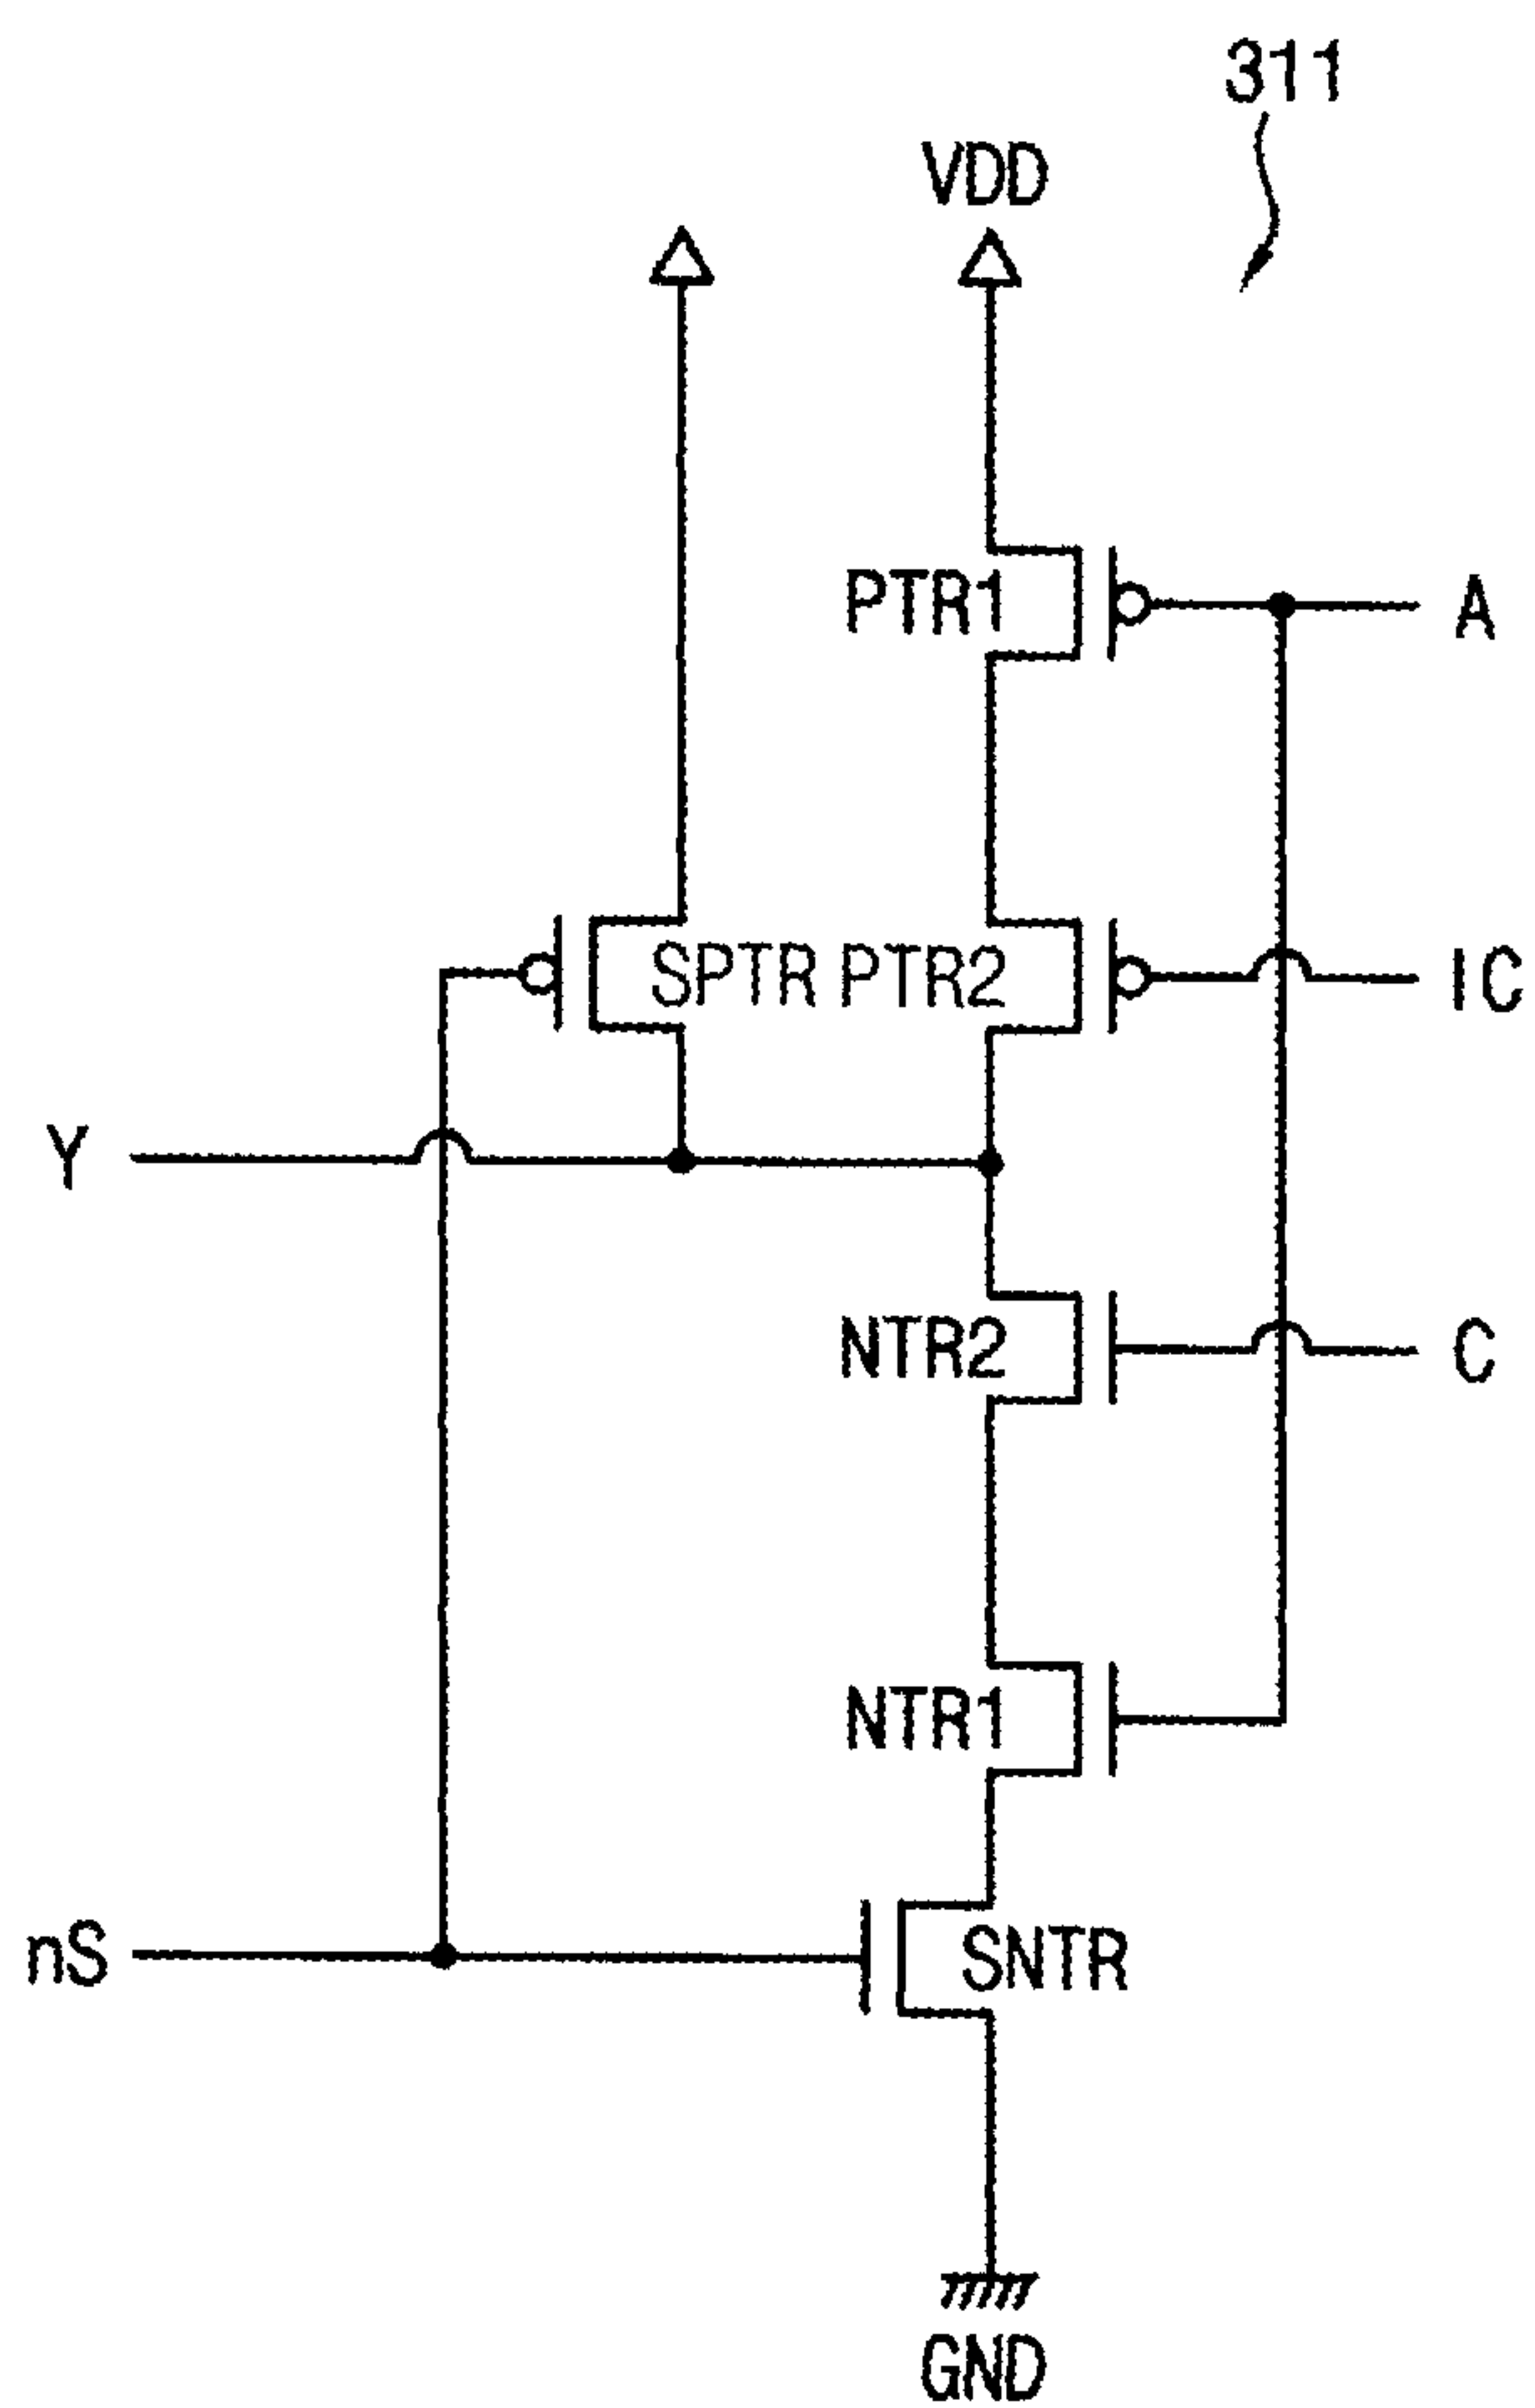 311
VDD
PTR1
A
SPTR
PTR2
IC
Y
NTR2
C
NTR1
nS
SNTR
GND